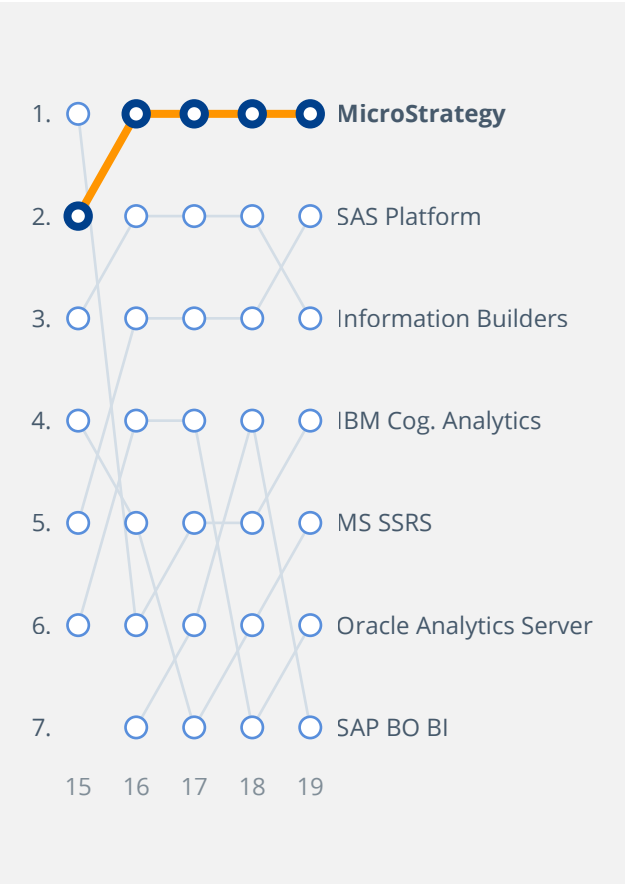 1. MicroStrategy
2. SAS Platform
3. Information Builders
4. IBM Cog. Analytics
5. MS SSRS
6. Oracle Analytics Server
7. SAP BO BI
15 16 17 18 19